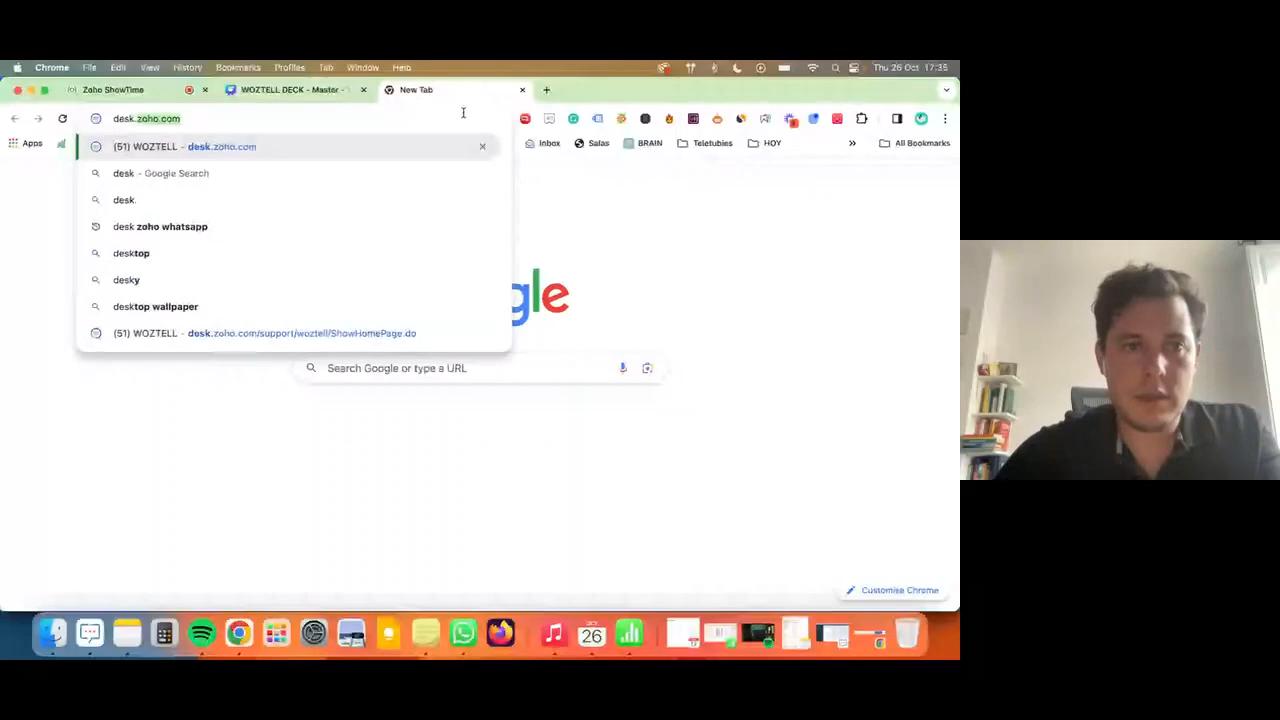 Chrome File Edit View History Bookmarks Profiles Tab Window Help Thu 26 Oct 17:35
Zoho ShowTime WOZTELL DECK - Master - New Tab
desk.zoho.com
Apps Inbox Salas BRAIN Teletubies HOY » All Bookmarks
(51) WOZTELL - desk.zoho.com
desk - Google Search
desk.
desk zoho whatsapp
desktop
desky
desktop wallpaper
(51) WOZTELL - desk.zoho.com/support/woztell/ShowHomePage.do
gle
Search Google or type a URL
Customise Chrome
26